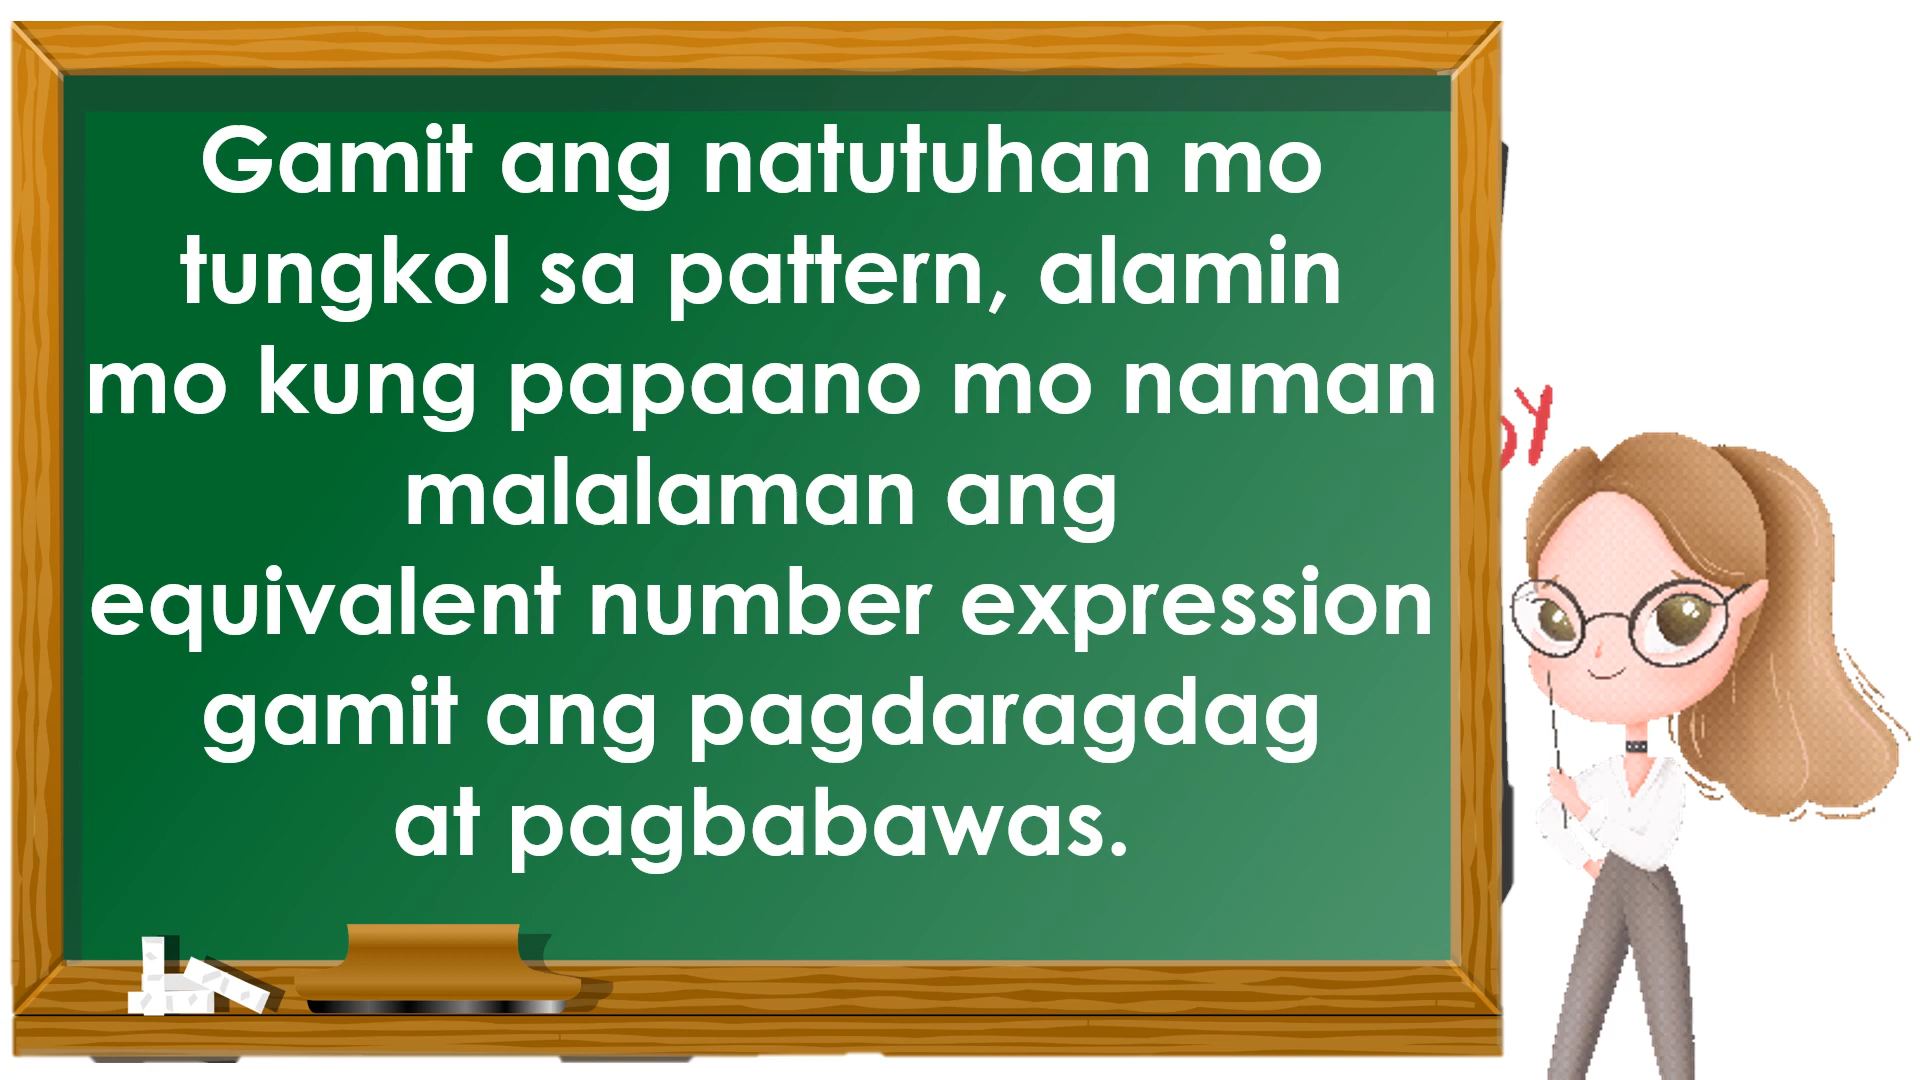 Gamit ang natutuhan mo
tungkol sa pattern, alamin
mo kung papaano mo naman
malalaman ang
equivalent number expression
gamit ang pagdaragdag
at pagbabawas.